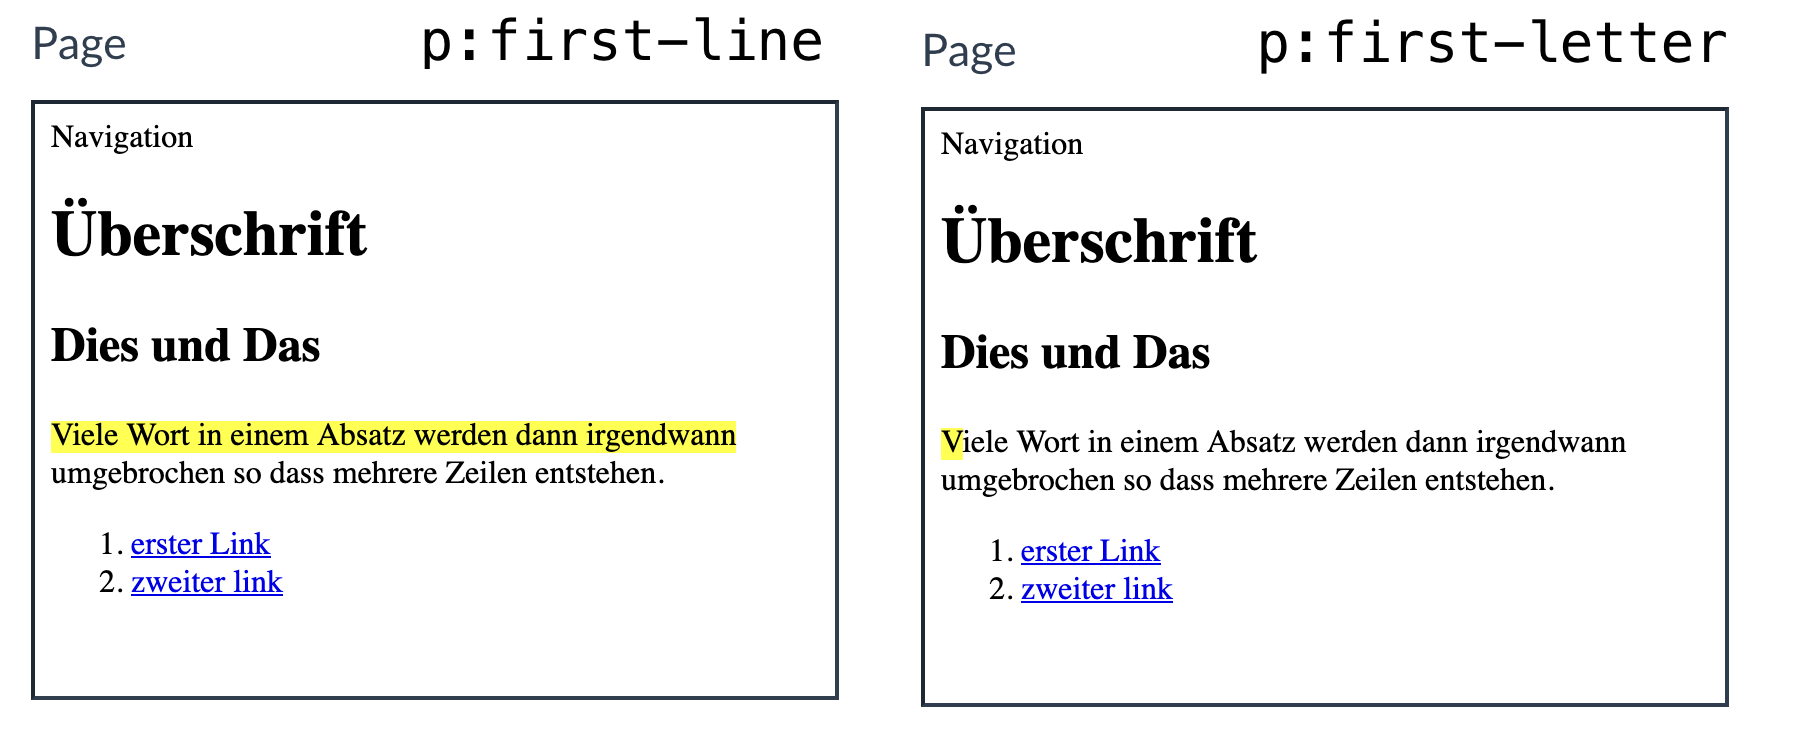 Page
p:first-line
Navigation
Überschrift
Dies und Das
Viele Wort in einem Absatz werden dann irgendwann
umgebrochen so dass mehrere Zeilen entstehen.
1. erster Link
2. zweiter link
Page
p:first-letter
Navigation
Überschrift
Dies und Das
Viele Wort in einem Absatz werden dann irgendwann
umgebrochen so dass mehrere Zeilen entstehen.
1. erster Link
2. zweiter link